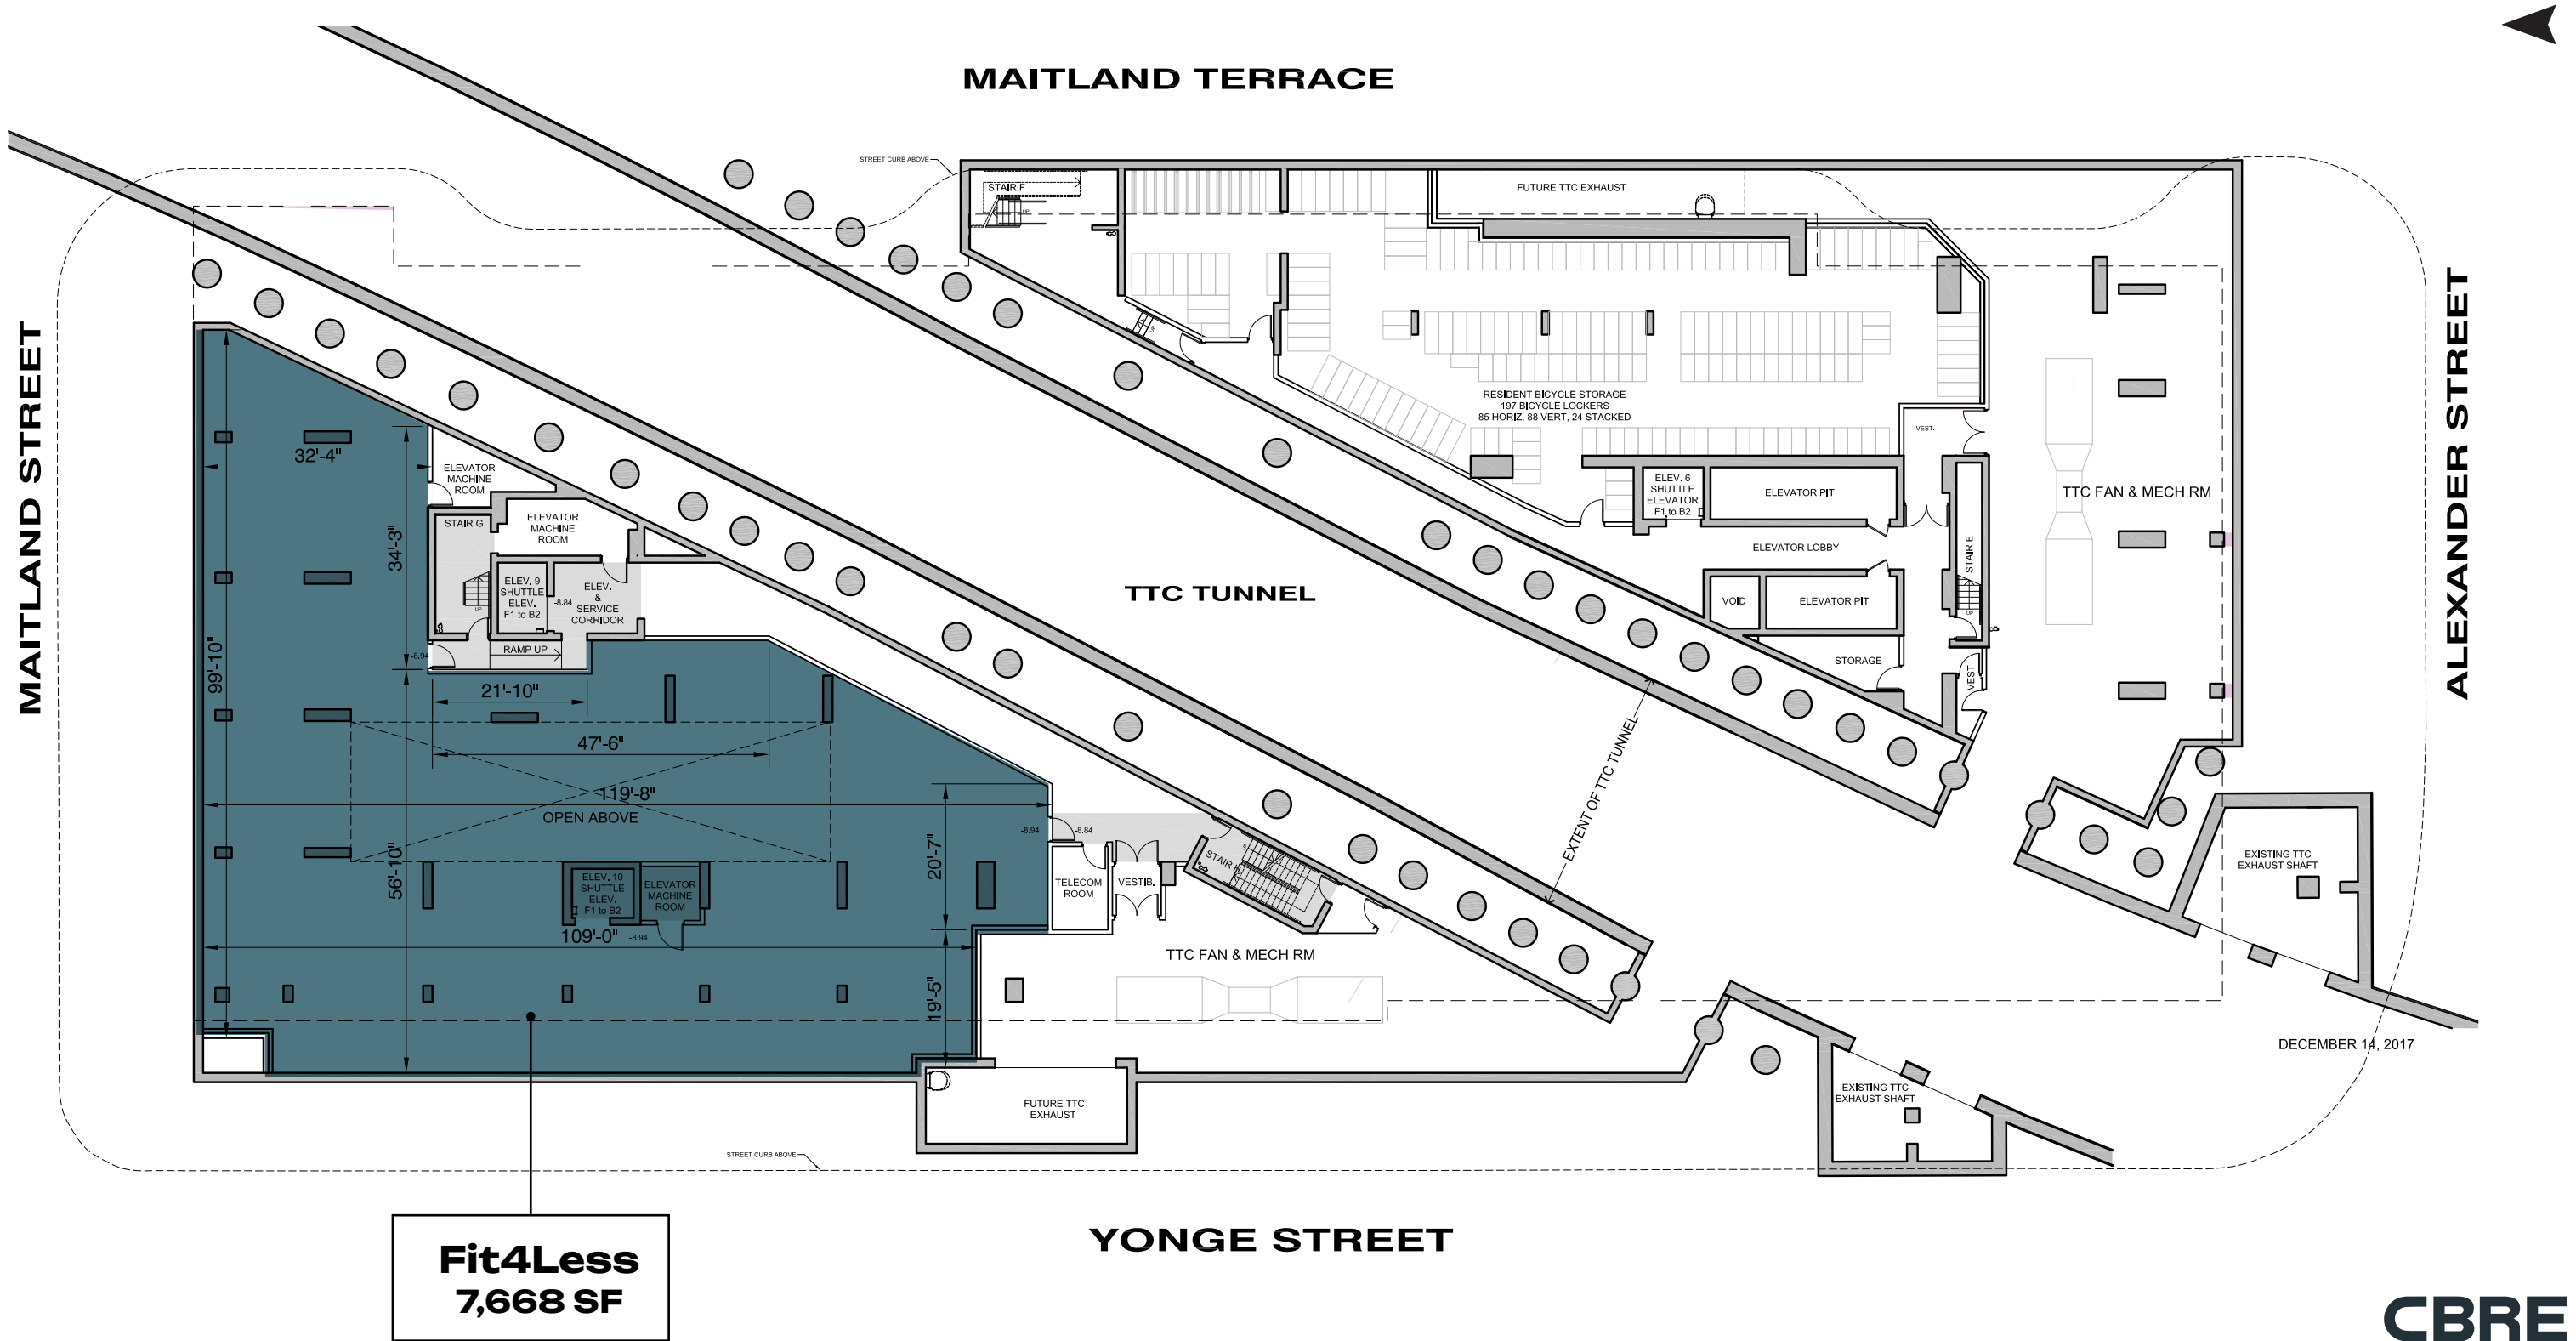 MAITLAND TERRACE
STREET CURB ABOVE
STAIR F
UP
FUTURE TTC EXHAUST
MAITLAND STREET
ALEXANDER STREET
RESIDENT BICYCLE STORAGE
197 BICYCLE LOCKERS
85 HORIZ, 88 VERT, 24 STACKED
VEST.
32'-4"
ELEVATOR
MACHINE
ROOM
ELEV. 6
SHUTTLE
ELEVATOR
F1 to B2
ELEVATOR PIT
TTC FAN & MECH RM
STAIR G
ELEVATOR
MACHINE
ROOM
34'-3"
ELEVATOR LOBBY
STAIR E
UP
ELEV. 9
SHUTTLE
ELEV.
F1 to B2
-8.84
ELEV.
&
SERVICE
CORRIDOR
UP
TTC TUNNEL
VOID
ELEVATOR PIT
RAMP UP
-8.94
STORAGE
VEST
99'-10"
21'-10"
47'-6"
EXTENT OF TTC TUNNEL
119'-8"
OPEN ABOVE
-8.94
-8.84
20'-7"
56'-10"
STAIR H
TELECOM
ROOM
VESTIB.
ELEV. 10
SHUTTLE
ELEV.
F1 to B2
ELEVATOR
MACHINE
ROOM
EXISTING TTC
EXHAUST SHAFT
109'-0"
-8.94
TTC FAN & MECH RM
19'-5"
DECEMBER 14, 2017
EXISTING TTC
EXHAUST SHAFT
FUTURE TTC
EXHAUST
STREET CURB ABOVE
YONGE STREET
Fit4Less
7,668 SF
CBRE